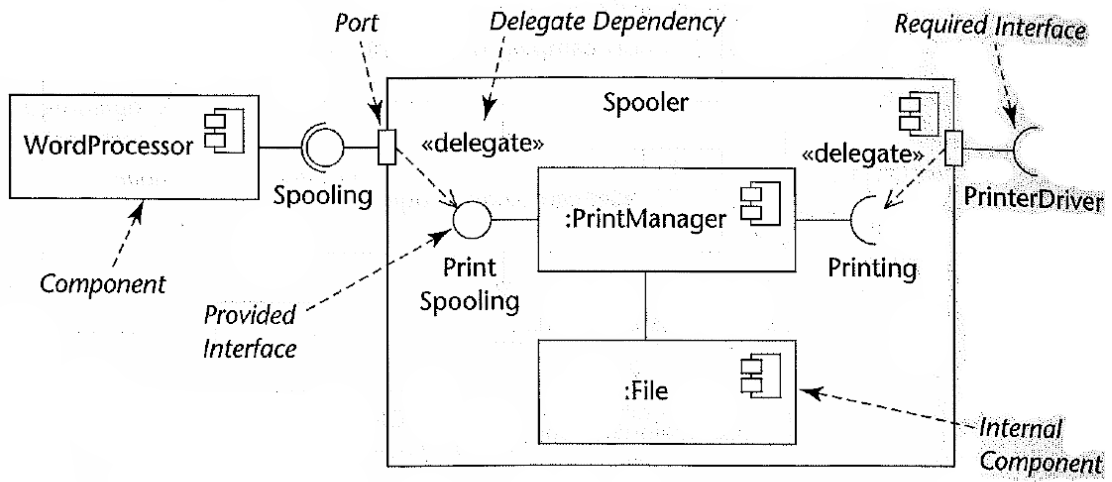 Port
Delegate Dependency
Required Interface
Spooler
WordProcessor
«delegate»
«delegate»
Spooling
PrinterDriver
:PrintManager
Component
Print
Spooling
Printing
Provided
Interface
:File
Internal
Component